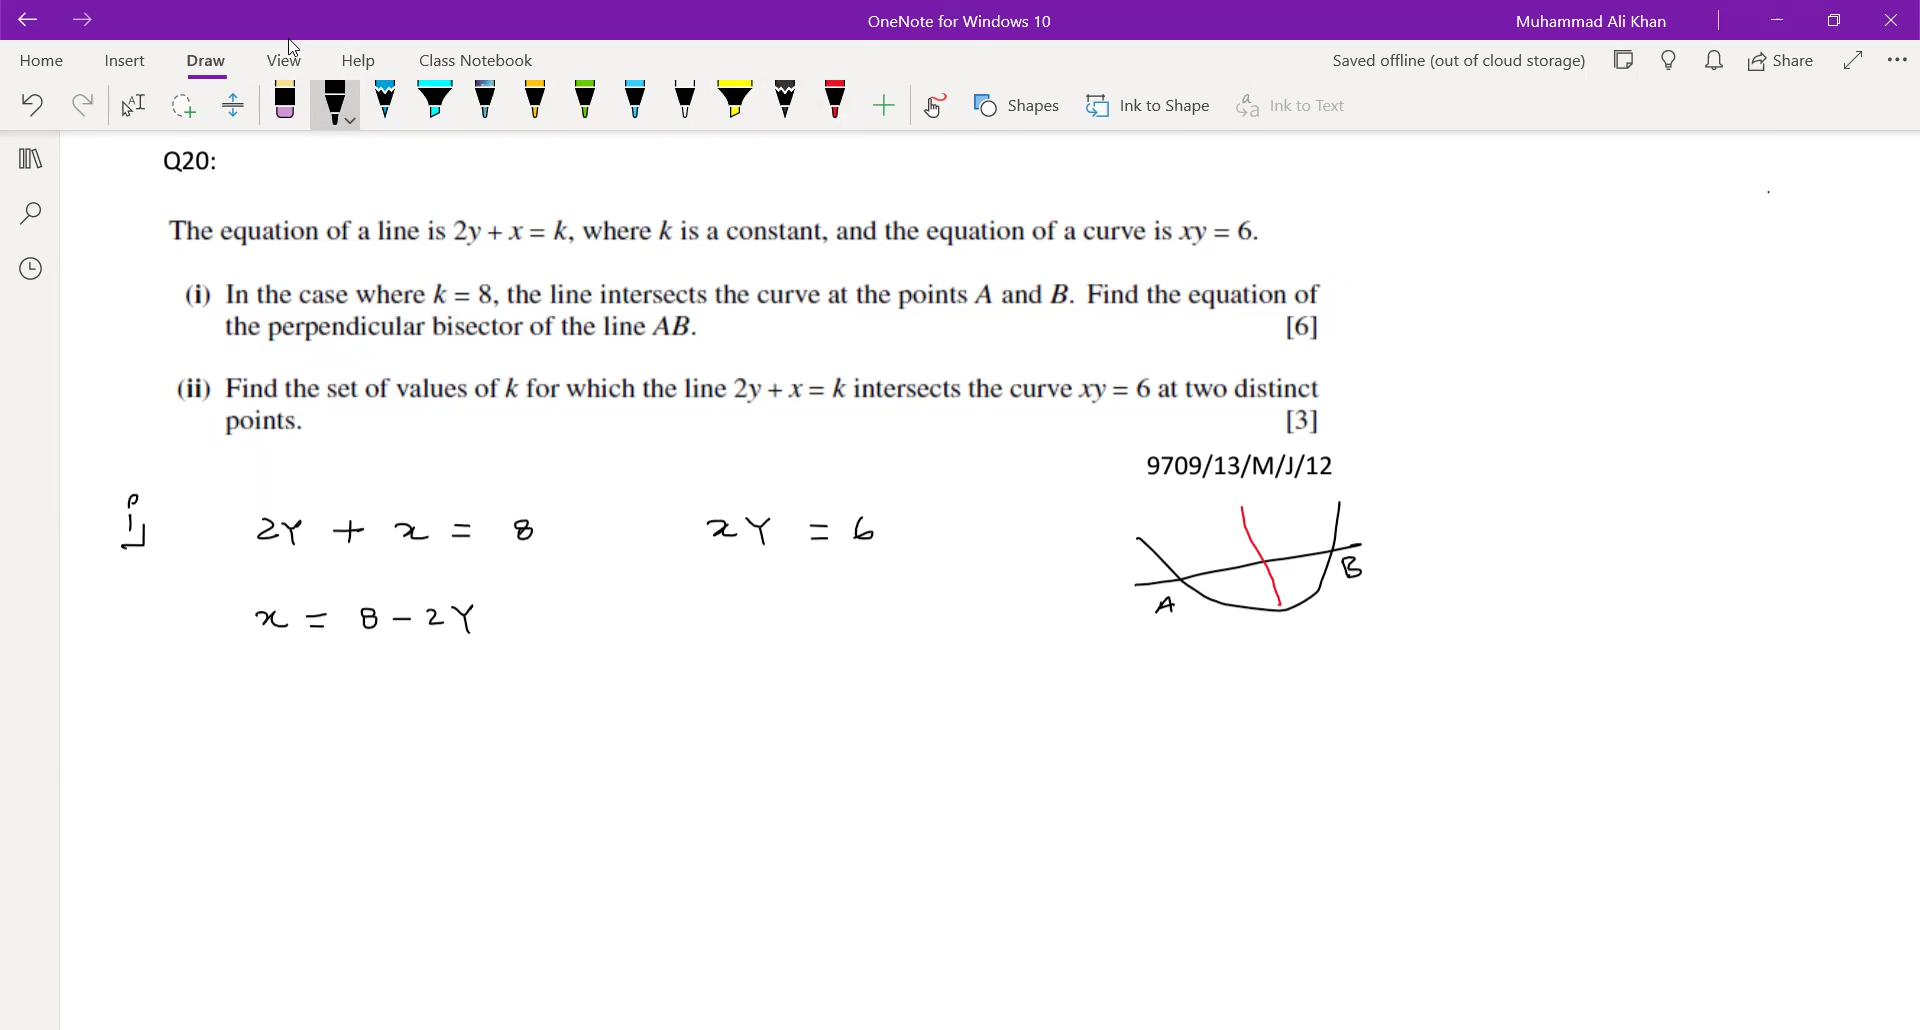 OneNote for Windows 10
Muhammad Ali Khan
Home Insert Draw View Help Class Notebook
Saved offline (out of cloud storage) Share
Shapes Ink to Shape Ink to Text
Q20:
The equation of a line is 2y + x = k, where k is a constant, and the equation of a curve is xy = 6.
(i) In the case where k = 8, the line intersects the curve at the points A and B. Find the equation of
the perpendicular bisector of the line AB. [6]
(ii) Find the set of values of k for which the line 2y + x = k intersects the curve xy = 6 at two distinct
points. [3]
9709/13/M/J/12
2Y + x = 8 xY = 6
A B
x = 8 - 2Y